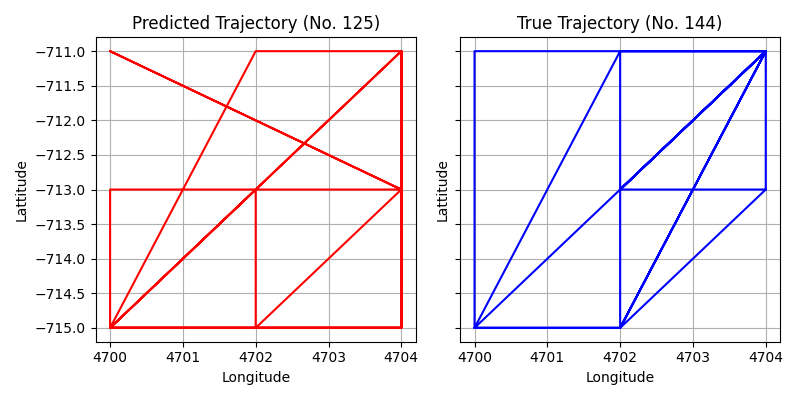 Predicted Trajectory (No. 125)
True Trajectory (No. 144)
−711.0
−711.5
−712.0
−712.5
−713.0
−713.5
−714.0
−714.5
−715.0
Lattitude
Lattitude
4700 4701 4702 4703 4704
4700 4701 4702 4703 4704
Longitude
Longitude